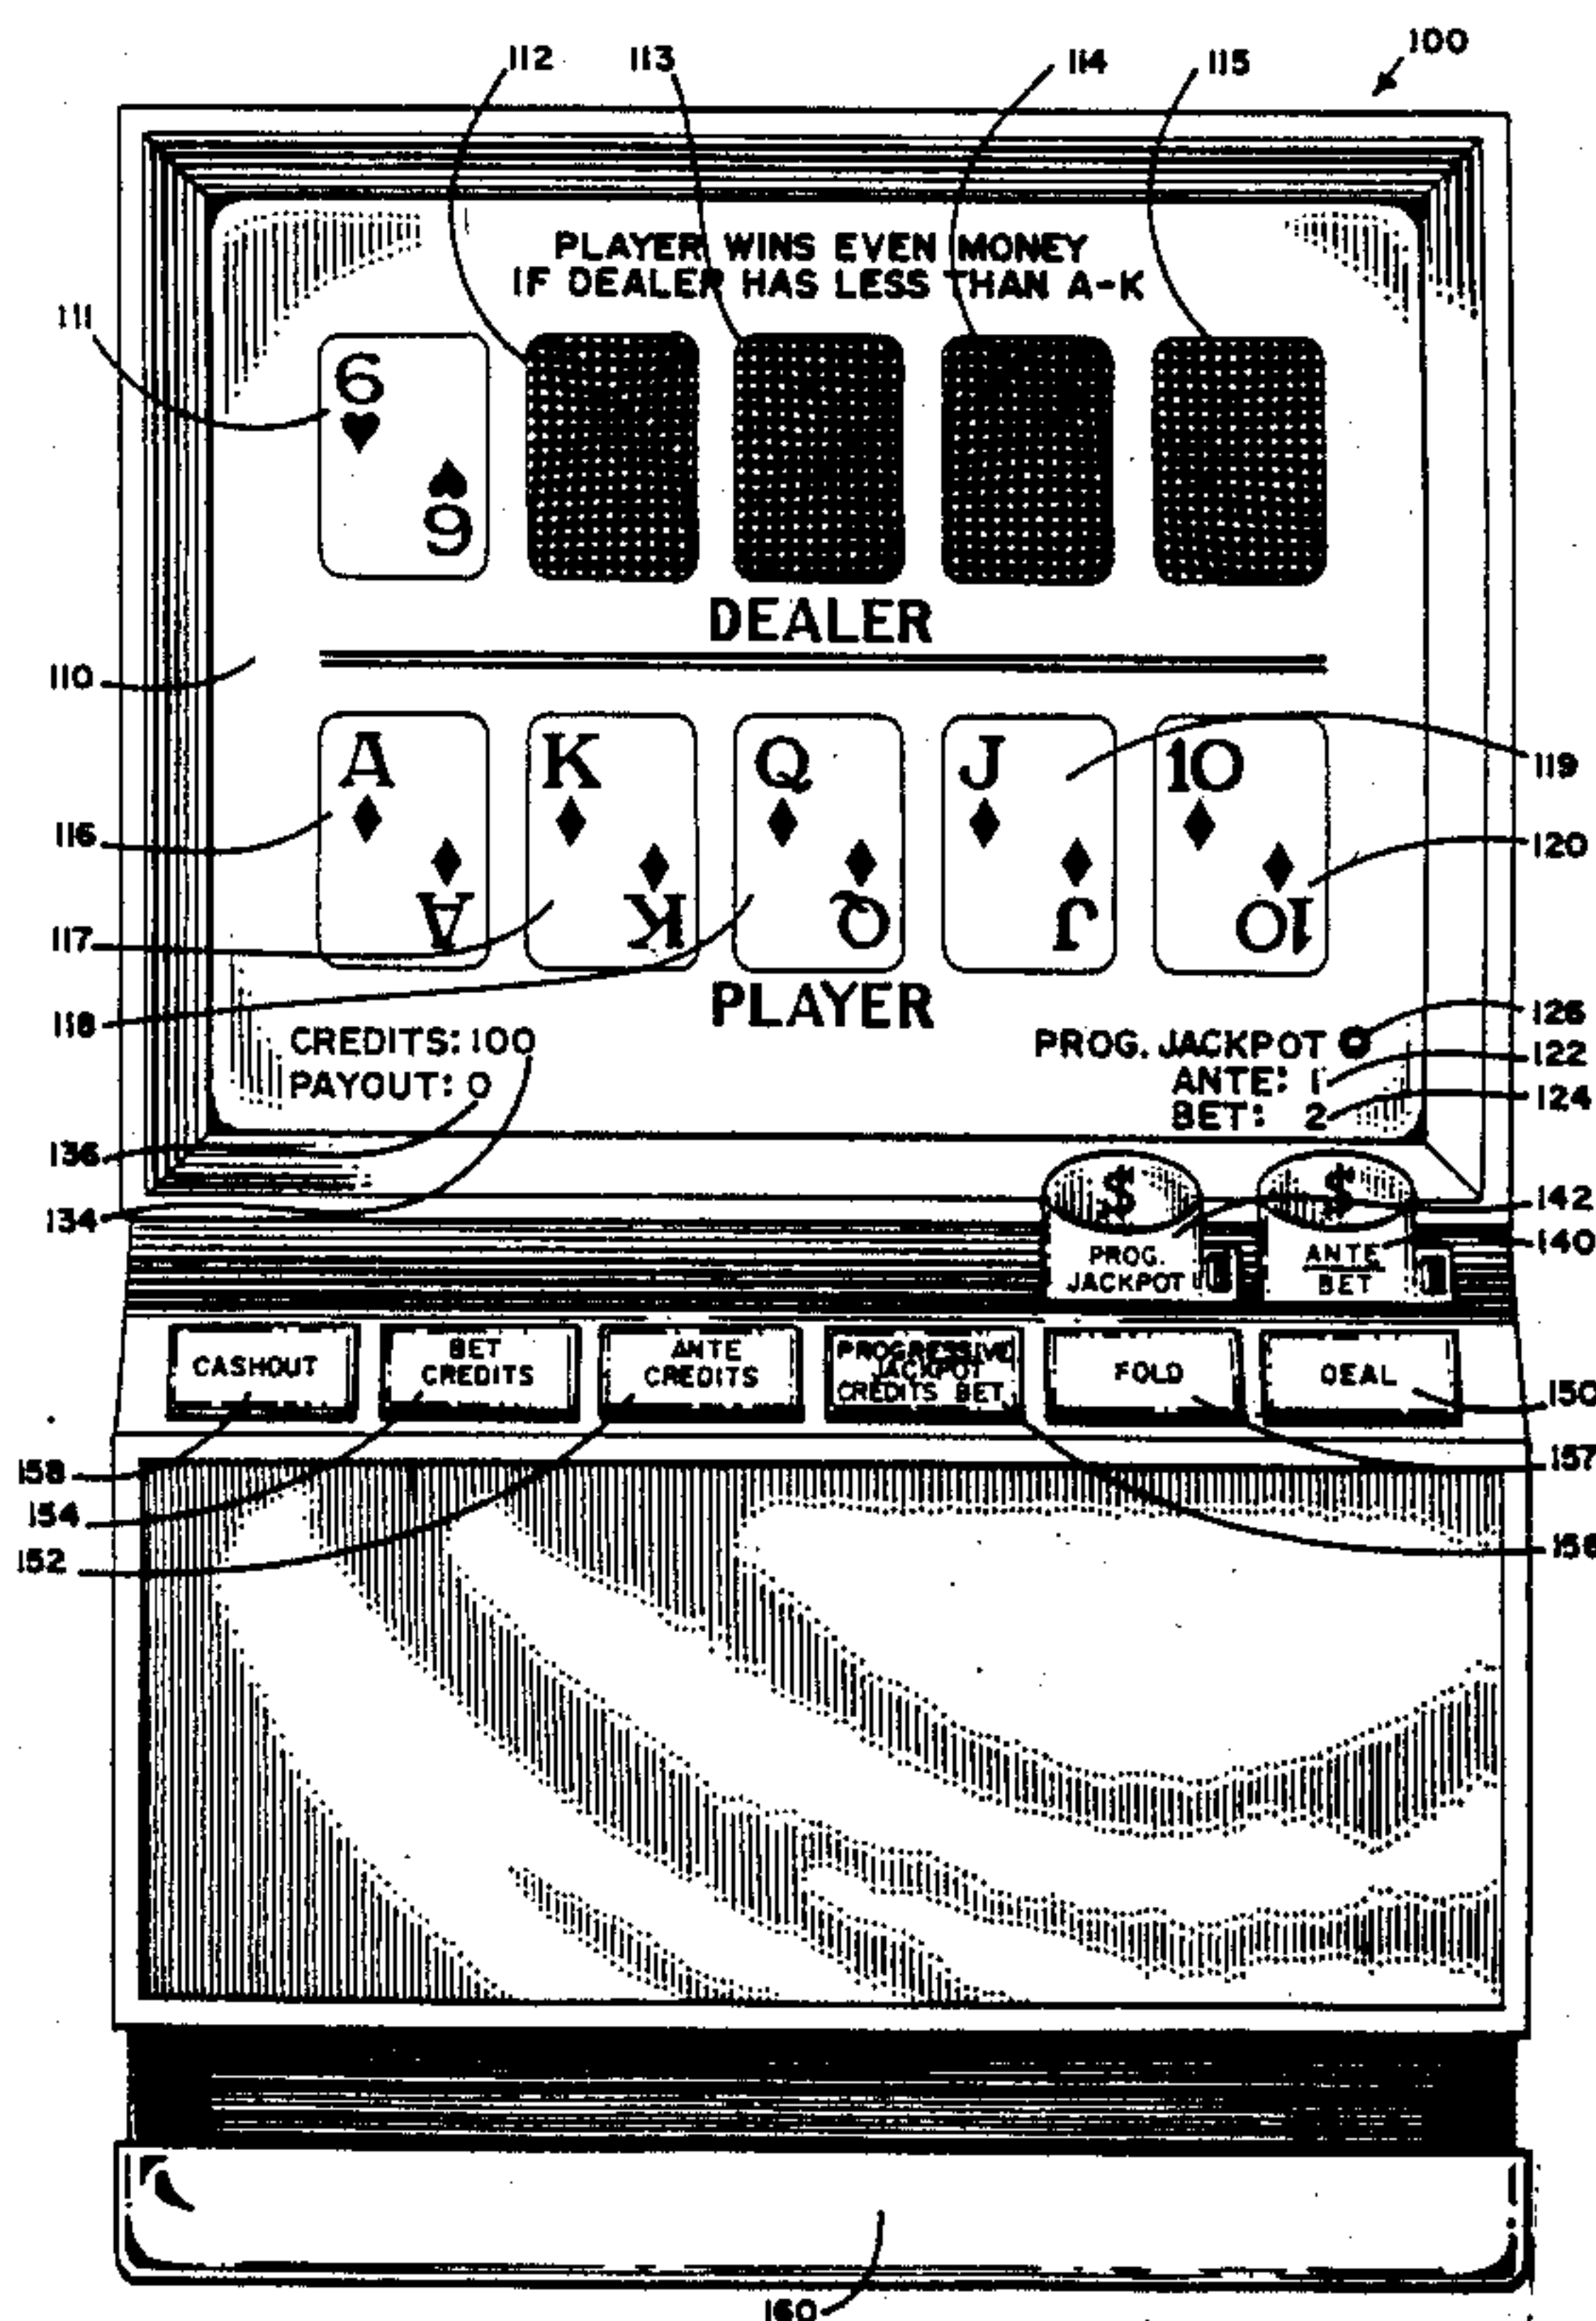 112 113 114 115 100
PLAYER WINS EVEN MONEY
IF DEALER HAS LESS THAN A-K
111
6
6
DEALER
110
A K Q J 10
119
116
120
A K Q J 10
117
PLAYER
118
126
CREDITS: 100
PROG. JACKPOT
122
PAYOUT: 0
ANTE: 1
124
BET: 2
136
$ $
142
134
140
PROG.
JACKPOT
ANTE
BET
CASHOUT
BET
CREDITS
ANTE
CREDITS
PROGRESSIVE
JACKPOT
CREDITS BET
FOLD
DEAL
150
157
158
154
152
156
160